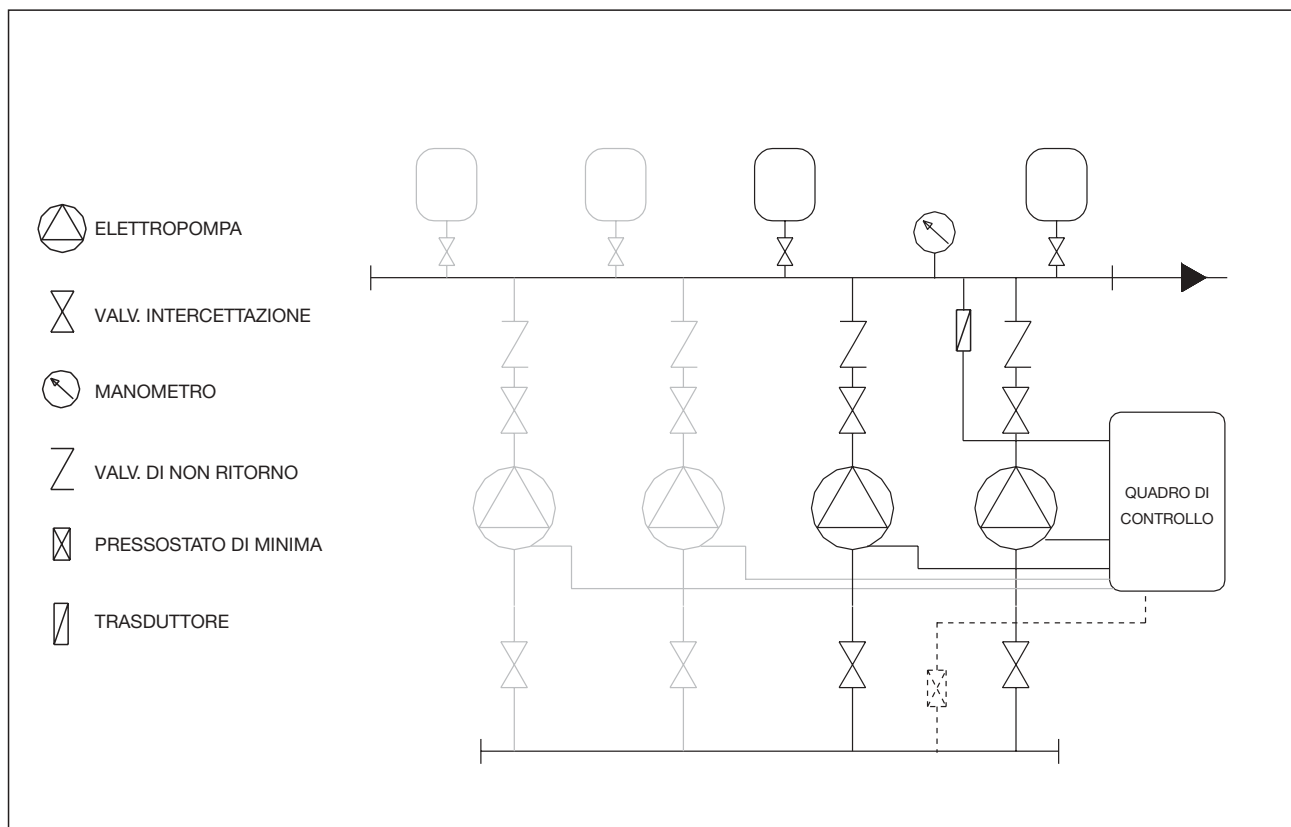 ELETTROPOMPA
VALV. INTERCETTAZIONE
MANOMETRO
VALV. DI NON RITORNO
PRESSOSTATO DI MINIMA
TRASDUTTORE
QUADRO DI
CONTROLLO